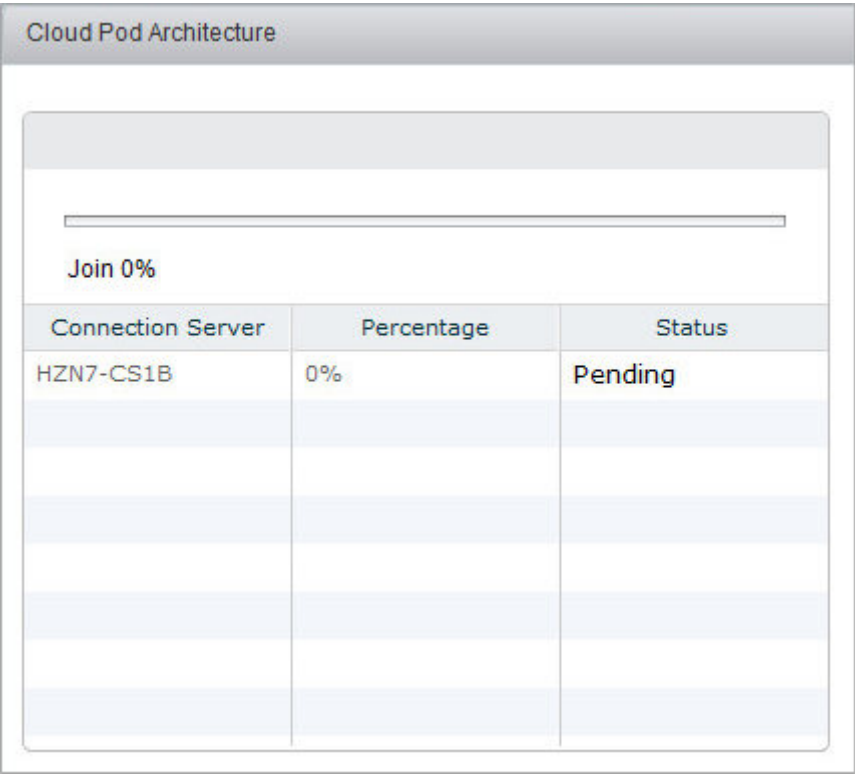 Cloud Pod Architecture
Join 0%
Connection Server Percentage Status
HZN7-CS1B 0% Pending